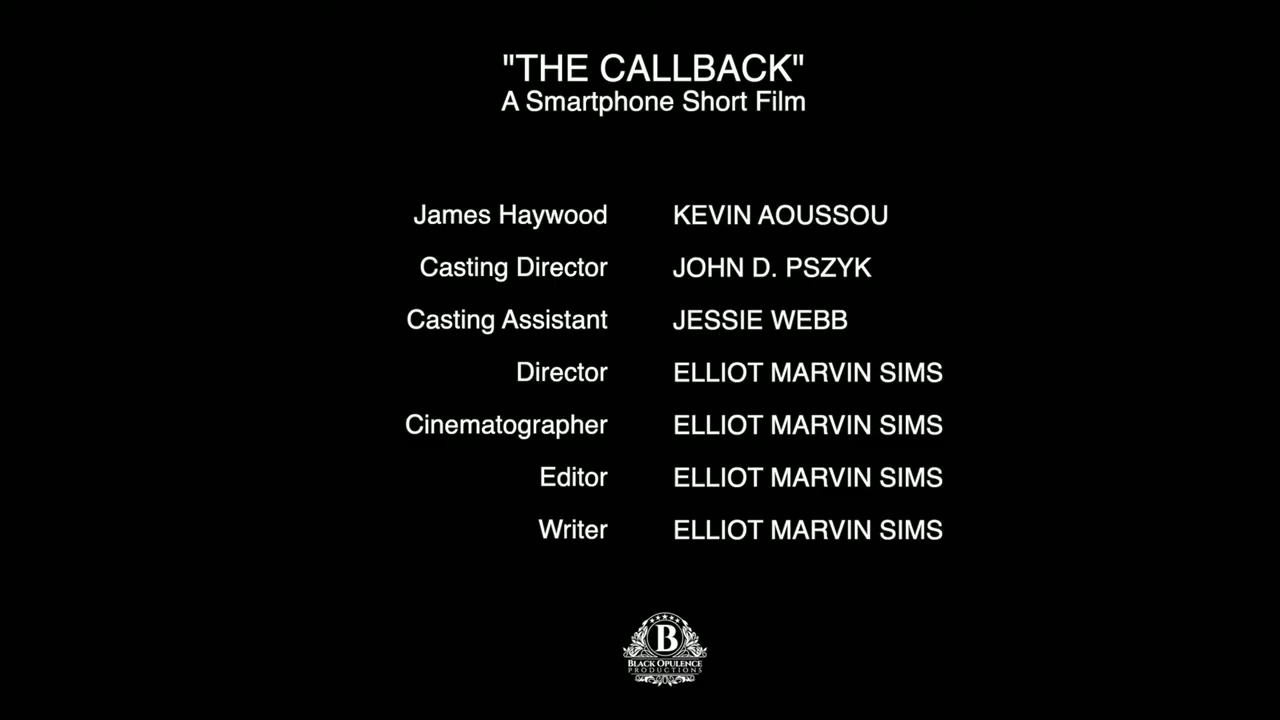 "THE CALLBACK"
A Smartphone Short Film
James Haywood KEVIN AOUSSOU
Casting Director JOHN D. PSZYK
Casting Assistant JESSIE WEBB
Director ELLIOT MARVIN SIMS
Cinematographer ELLIOT MARVIN SIMS
Editor ELLIOT MARVIN SIMS
Writer ELLIOT MARVIN SIMS
B
BLACK OPULENCE
PRODUCTIONS